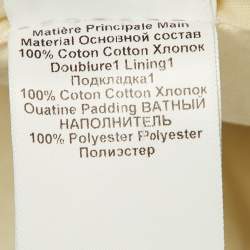 Matière Principale Main
Material Основной состав
100% Coton Cotton Хлопок
Doublure1 Lining1
Подкладка1
100% Coton Cotton Хлопок
Ouatine Padding ВАТНЫЙ
НАПОЛНИТЕЛЬ
100% Polyester Polyester
Полиэстер